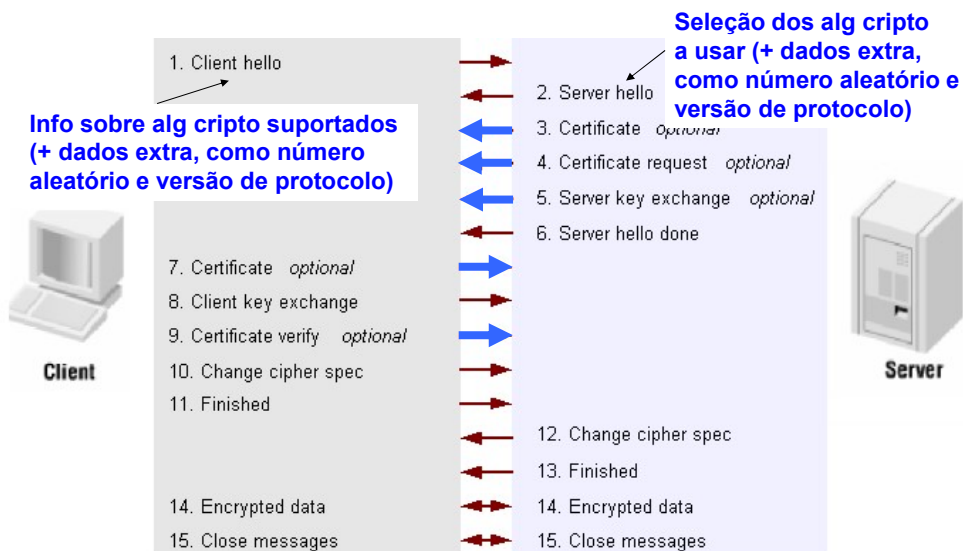 Seleção dos alg cripto
a usar (+ dados extra,
como número aleatório e
versão de protocolo)
1. Client hello
2. Server hello
Info sobre alg cripto suportados
(+ dados extra, como número
aleatório e versão de protocolo)
3. Certificate optional
4. Certificate request optional
5. Server key exchange optional
6. Server hello done
7. Certificate optional
8. Client key exchange
9. Certificate verify optional
Client
Server
10. Change cipher spec
11. Finished
12. Change cipher spec
13. Finished
14. Encrypted data
14. Encrypted data
15. Close messages
15. Close messages